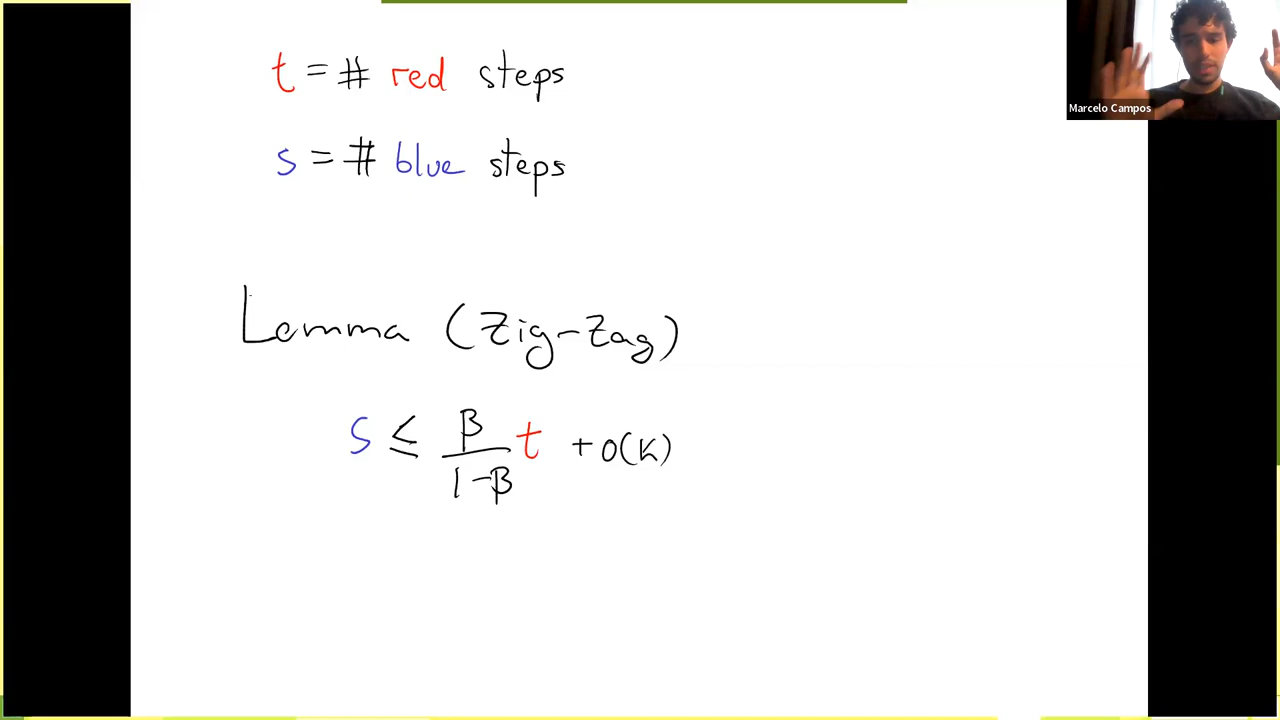 t = # red steps
Marcelo Campos
s = # blue steps
Lemma (Zig-Zag)
s ≤ β/(1-β) t + o(k)